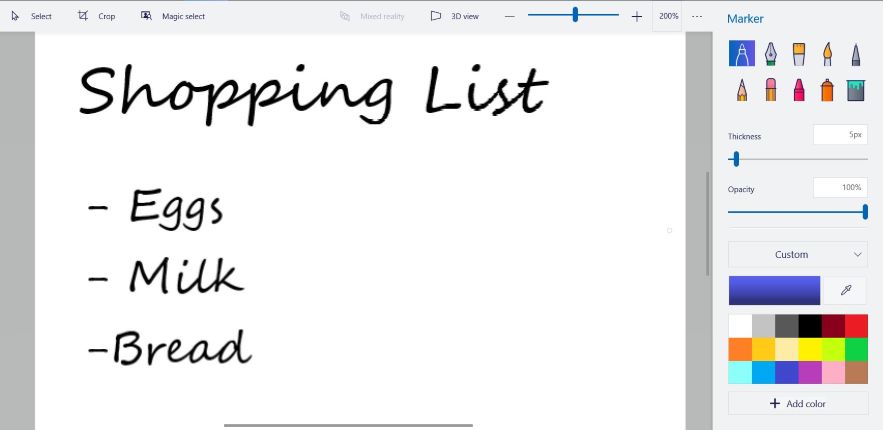 Select Crop Magic select Mixed reality 3D view 200%
Marker
Shopping List
Thickness 5px
Opacity 100%
- Eggs
- Milk
-Bread
Custom
Add color